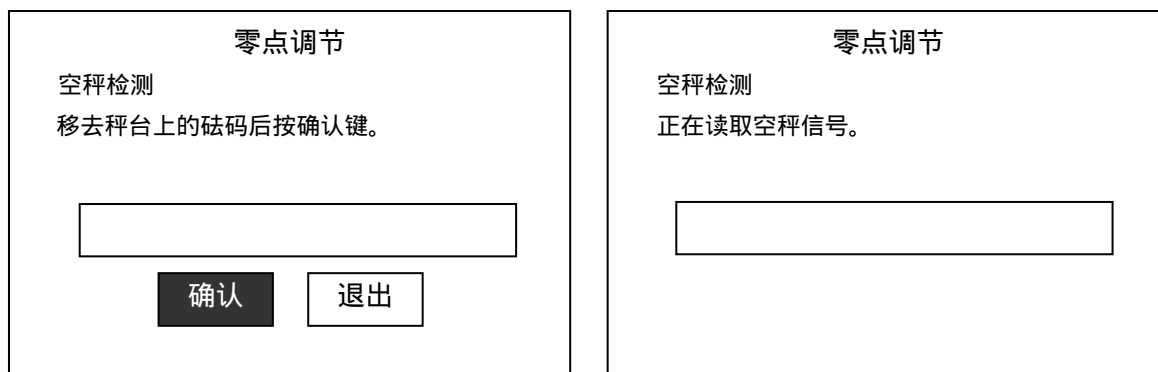 零点调节
空秤检测
移去秤台上的砝码后按确认键。
确认
退出
零点调节
空秤检测
正在读取空秤信号。